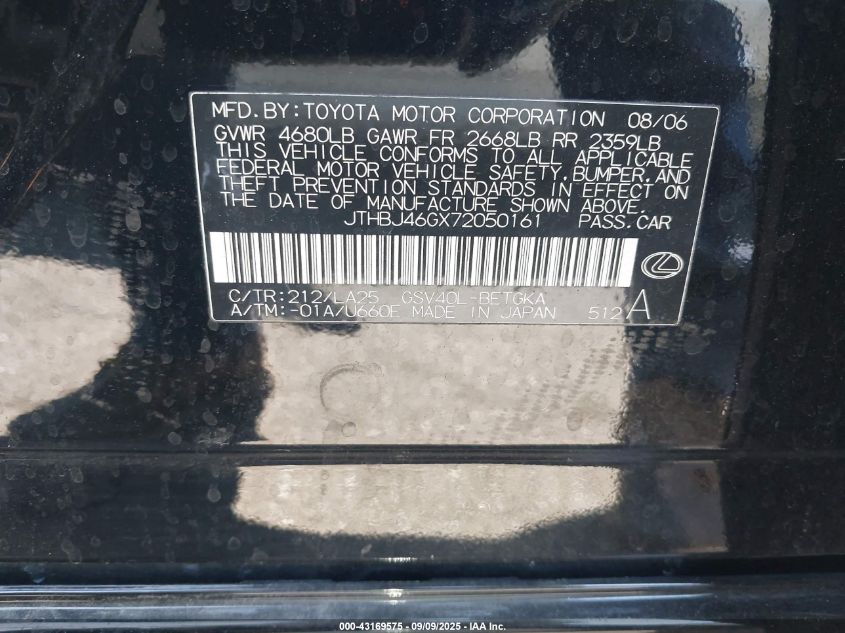 MFD.BY:TOYOTA MOTOR CORPORATION 08/06
GVWR 4680LB GAWR FR 2668LB RR 2359LB
THIS VEHICLE CONFORMS TO ALL APPLICABLE
FEDERAL MOTOR VEHICLE SAFETY,BUMPER,AND
THEFT PREVENTION STANDARDS IN EFFECT ON
THE DATE OF MANUFACTURE SHOWN ABOVE.
JTHBJ46GX72050161 PASS.CAR
C/TR:212/LA25 GSV40L-BETGKA
A/TM:-01A/U660E MADE IN JAPAN 512 A
000-43169575 - 09/09/2025 - IAA Inc.